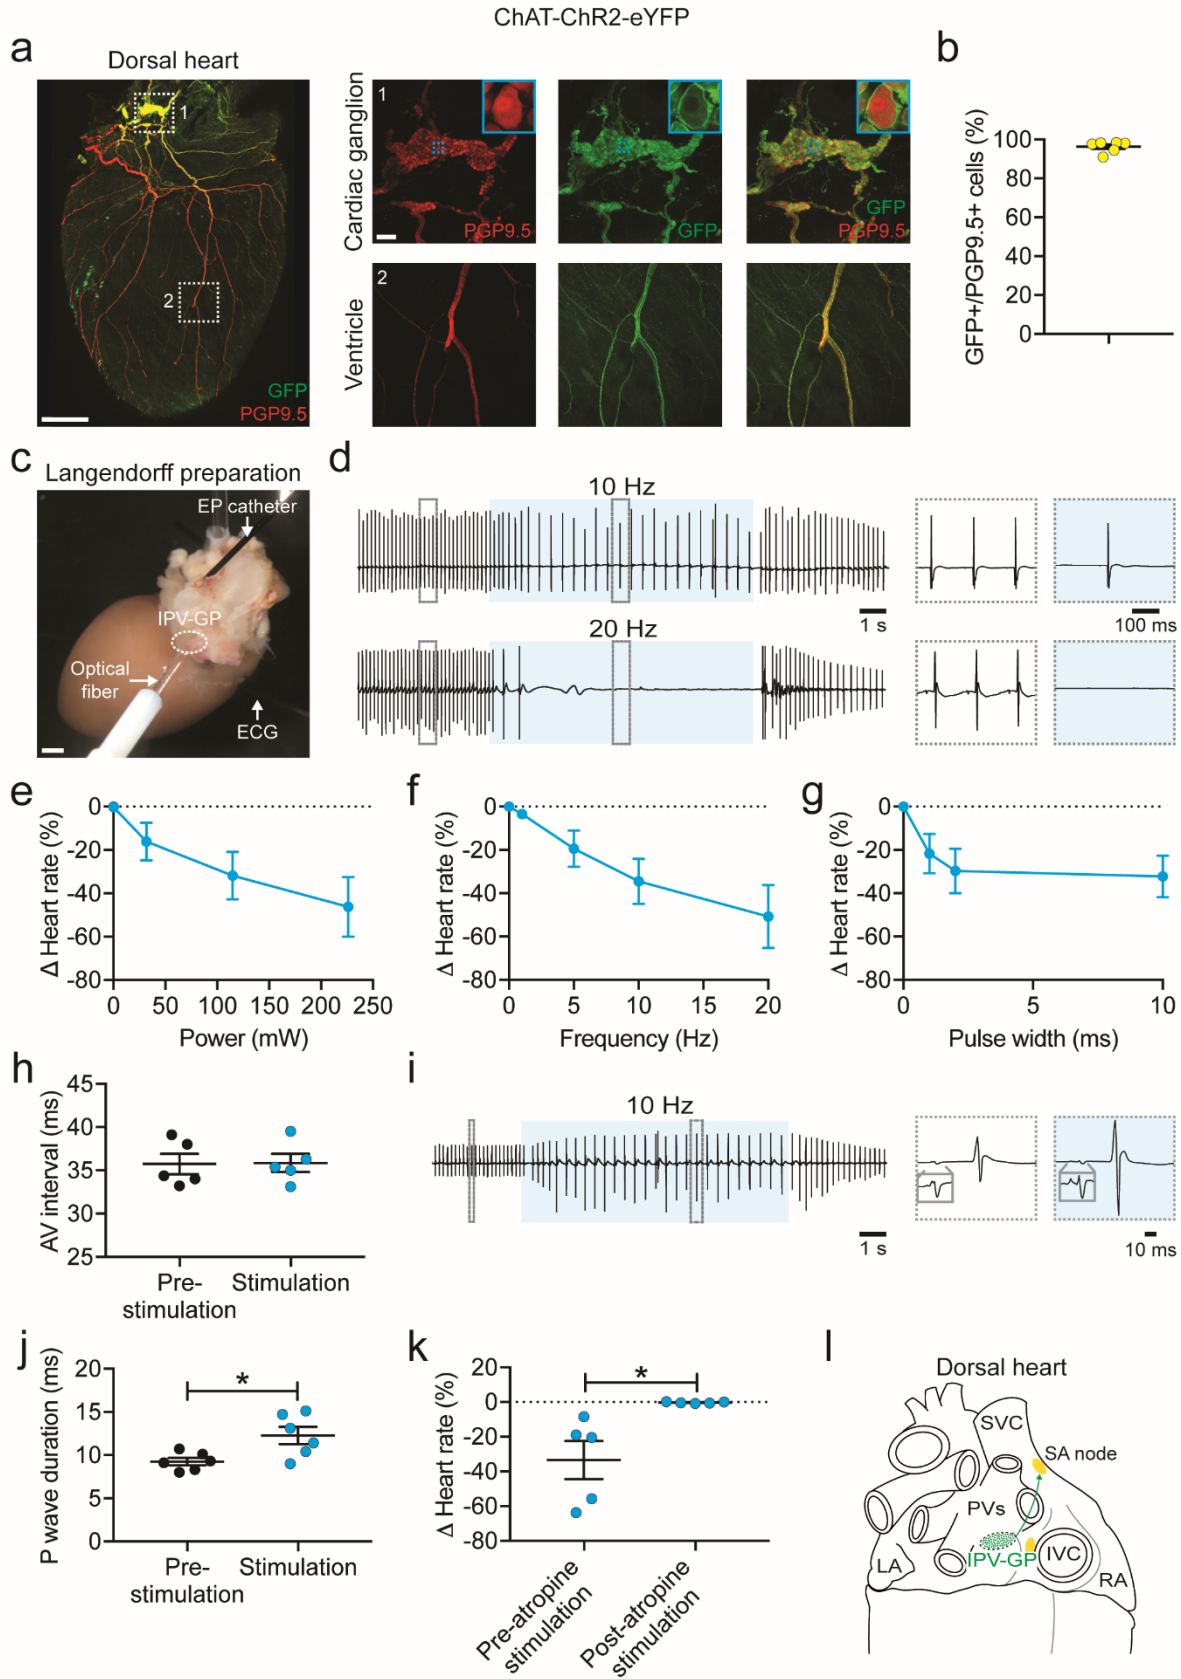 ChAT-ChR2-eYFP
a
Dorsal heart
1
2
GFP
PGP9.5
Cardiac ganglion
1
PGP9.5
GFP
GFP
PGP9.5
Ventricle
2
b
GFP+/PGP9.5+ cells (%)
100
80
60
40
20
0
c
Langendorff preparation
EP catheter
IPV-GP
Optical
fiber
ECG
d
10 Hz
1 s
100 ms
20 Hz
e
Δ Heart rate (%)
0
-20
-40
-60
-80
0 50 100 150 200 250
Power (mW)
f
Δ Heart rate (%)
0
-20
-40
-60
-80
0 5 10 15 20
Frequency (Hz)
g
Δ Heart rate (%)
0
-20
-40
-60
-80
0 5 10
Pulse width (ms)
h
AV interval (ms)
45
40
35
30
25
Pre-
stimulation
Stimulation
i
10 Hz
1 s
10 ms
j
P wave duration (ms)
20
15
10
5
0
*
Pre-
stimulation
Stimulation
k
Δ Heart rate (%)
20
0
-20
-40
-60
-80
*
Pre-atropine
stimulation
Post-atropine
stimulation
l
Dorsal heart
SVC
SA node
PVs
IPV-GP
IVC
LA
RA